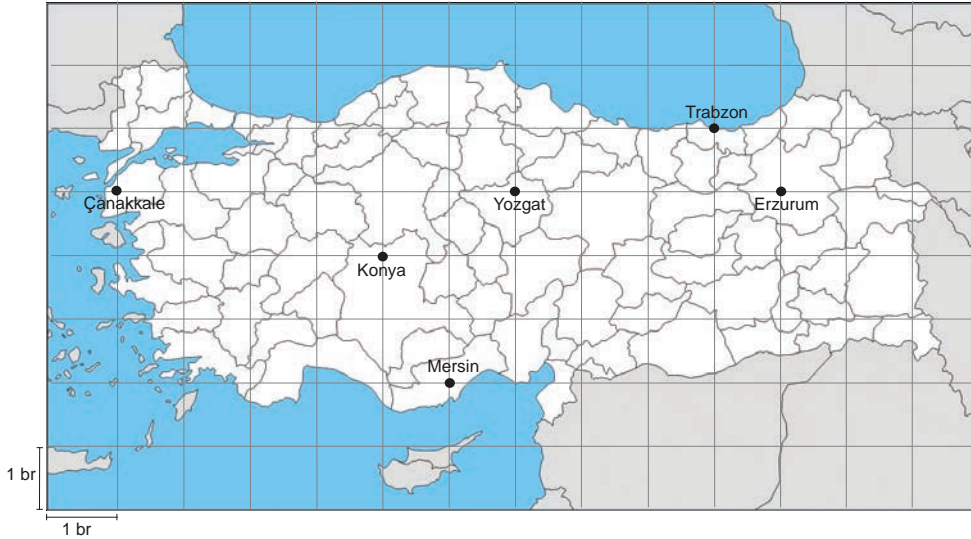 Trabzon
Çanakkale
Yozgat
Erzurum
Konya
Mersin
1 br
1 br